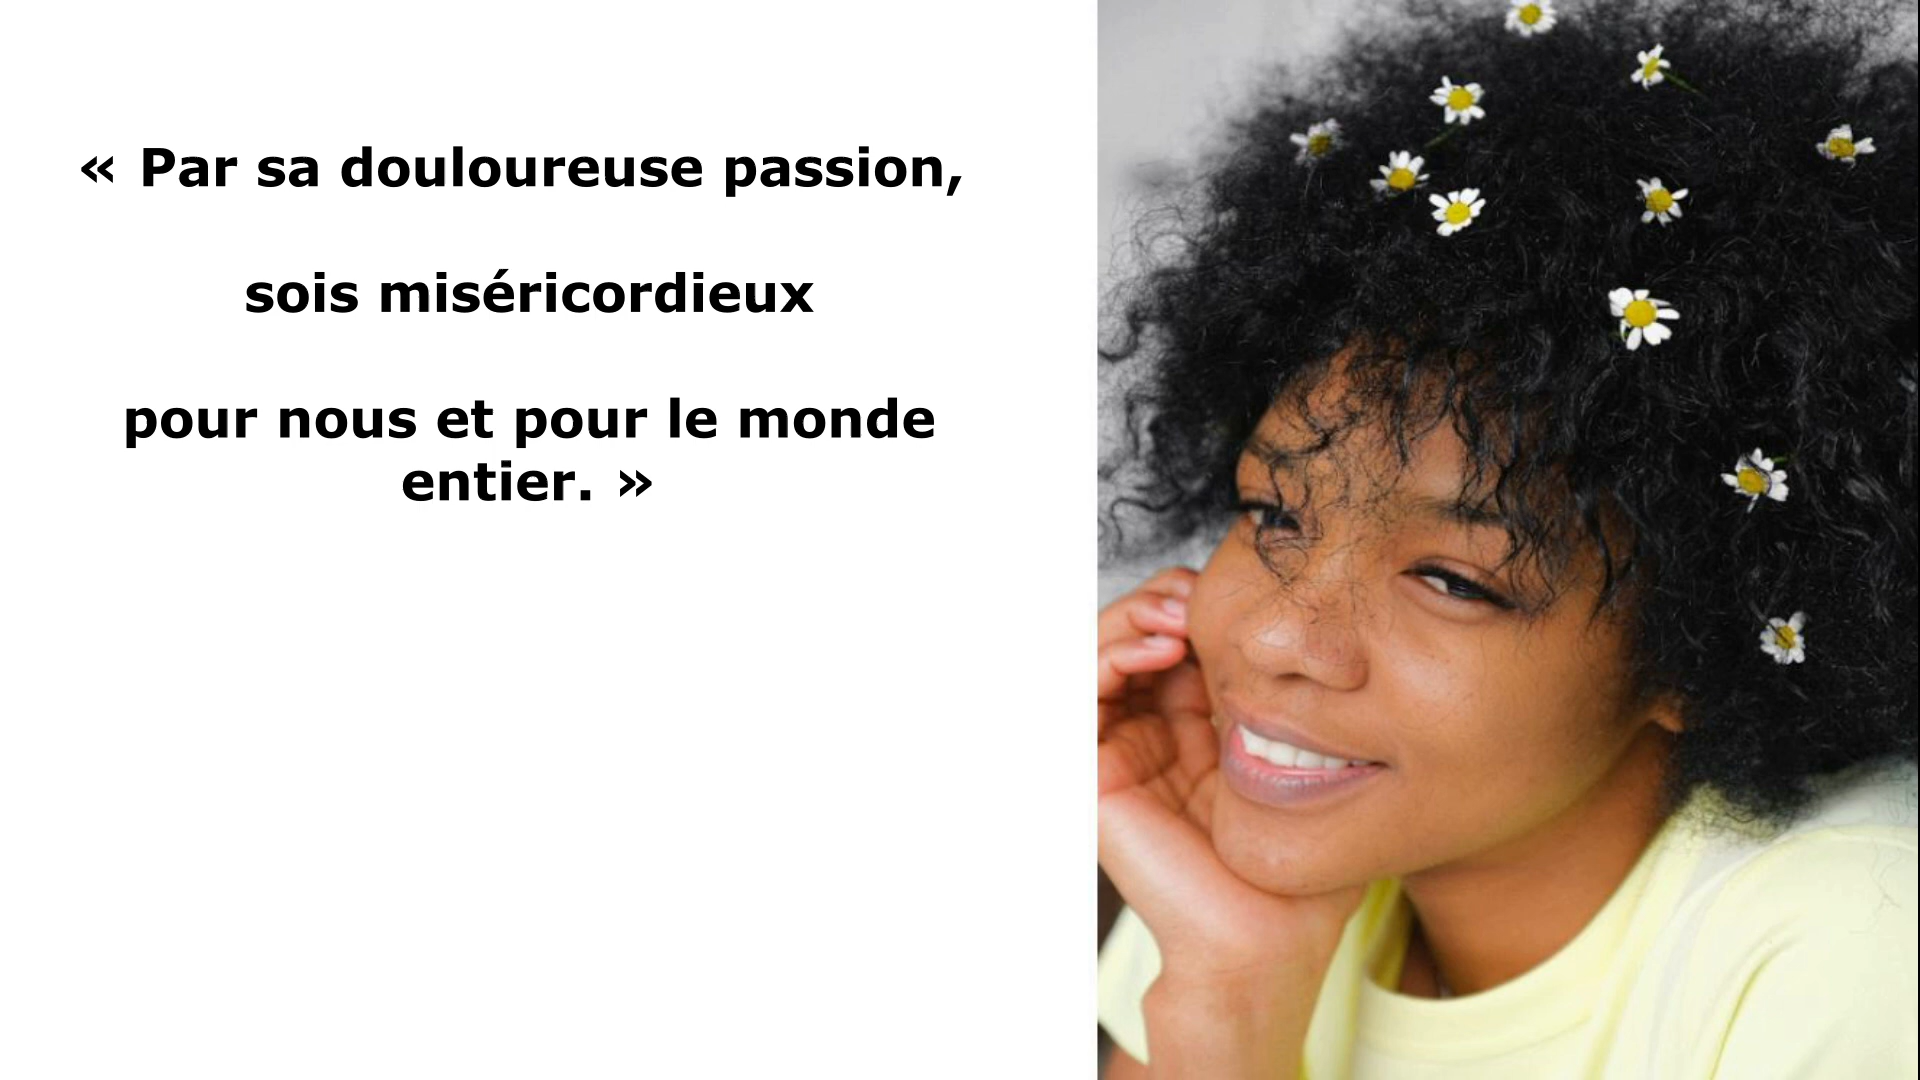 « Par sa douloureuse passion,
sois miséricordieux
pour nous et pour le monde
entier. »